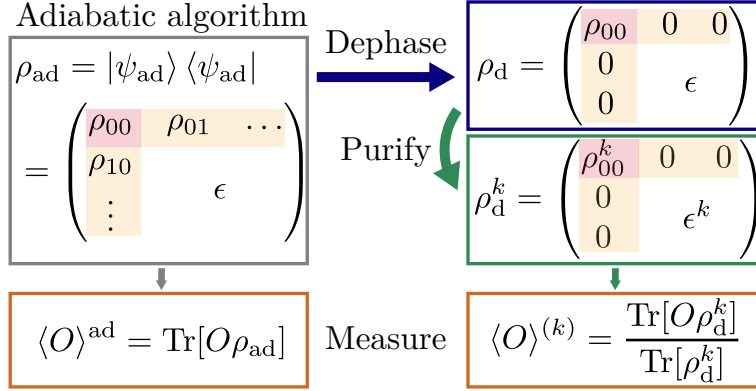 Adiabatic algorithm
ρ_ad = |ψ_ad⟩ ⟨ψ_ad|
= ( ρ_00 ρ_01 ⋯
ρ_10
⋮ ϵ )
Dephase
ρ_d = ( ρ_00 0 0
0
0 ϵ )
Purify
ρ_d^k = ( ρ_00^k 0 0
0
0 ϵ^k )
⟨O⟩^ad = Tr[Oρ_ad]
Measure
⟨O⟩^(k) = Tr[Oρ_d^k] / Tr[ρ_d^k]